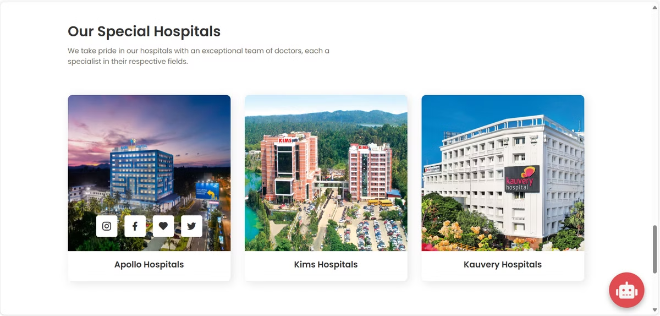 Our Special Hospitals
We take pride in our hospitals with an exceptional team of doctors, each a
specialist in their respective fields.
KIMS
kauvery
hospital
Apollo Hospitals
Kims Hospitals
Kauvery Hospitals